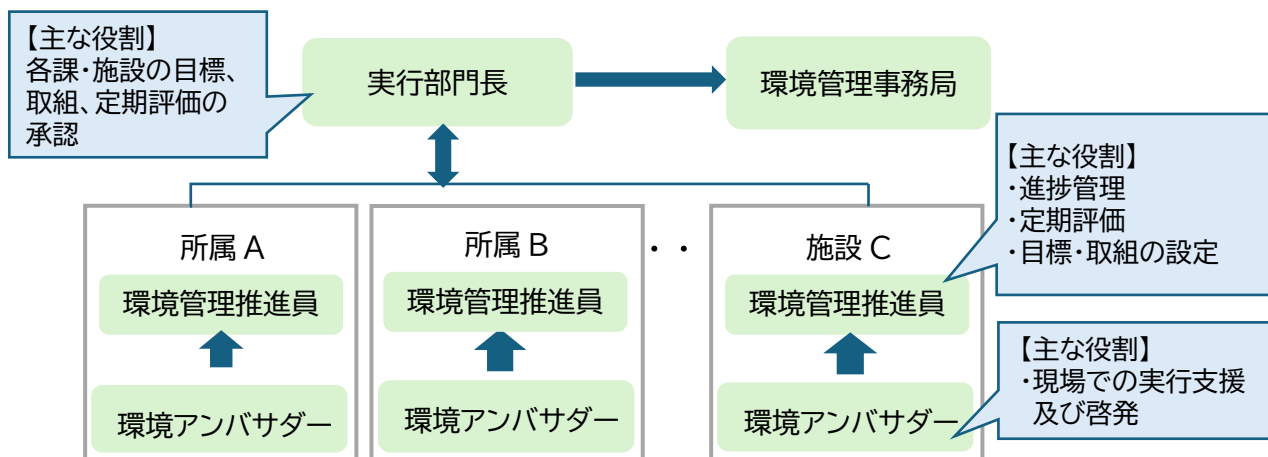 【主な役割】
各課・施設の目標、
取組、定期評価の
承認
実行部門長
環境管理事務局
【主な役割】
・進捗管理
・定期評価
・目標・取組の設定
所属 A
所属 B
・・
施設 C
環境管理推進員
環境管理推進員
環境管理推進員
【主な役割】
・現場での実行支援
及び啓発
環境アンバサダー
環境アンバサダー
環境アンバサダー